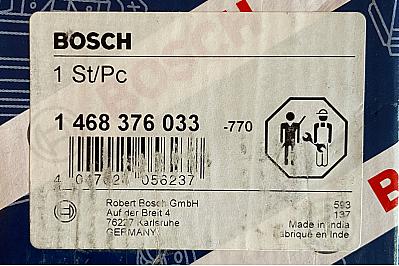 BOSCH
1 St/Pc
1 468 376 033 -770
4 047024 056237
Robert Bosch GmbH
Auf der Breit 4
76227 Karlsruhe
GERMANY
593
137
Made in India
Fabriqué en Inde